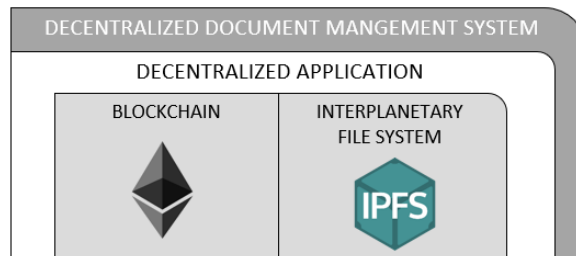 DECENTRALIZED DOCUMENT MANGEMENT SYSTEM
DECENTRALIZED APPLICATION
BLOCKCHAIN
INTERPLANETARY
FILE SYSTEM
IPFS